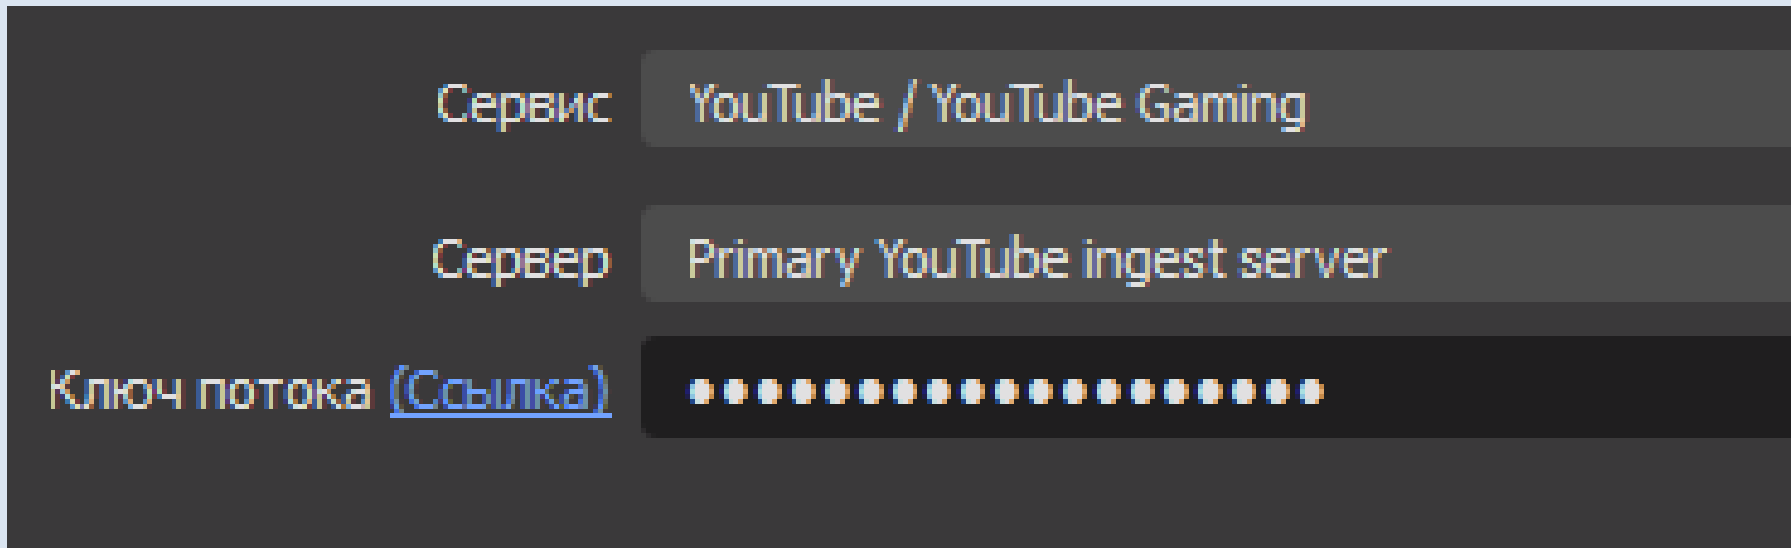 Сервис YouTube / YouTube Gaming
Сервер Primary YouTube ingest server
Ключ потока (Ссылка) ●●●●●●●●●●●●●●●●●●●